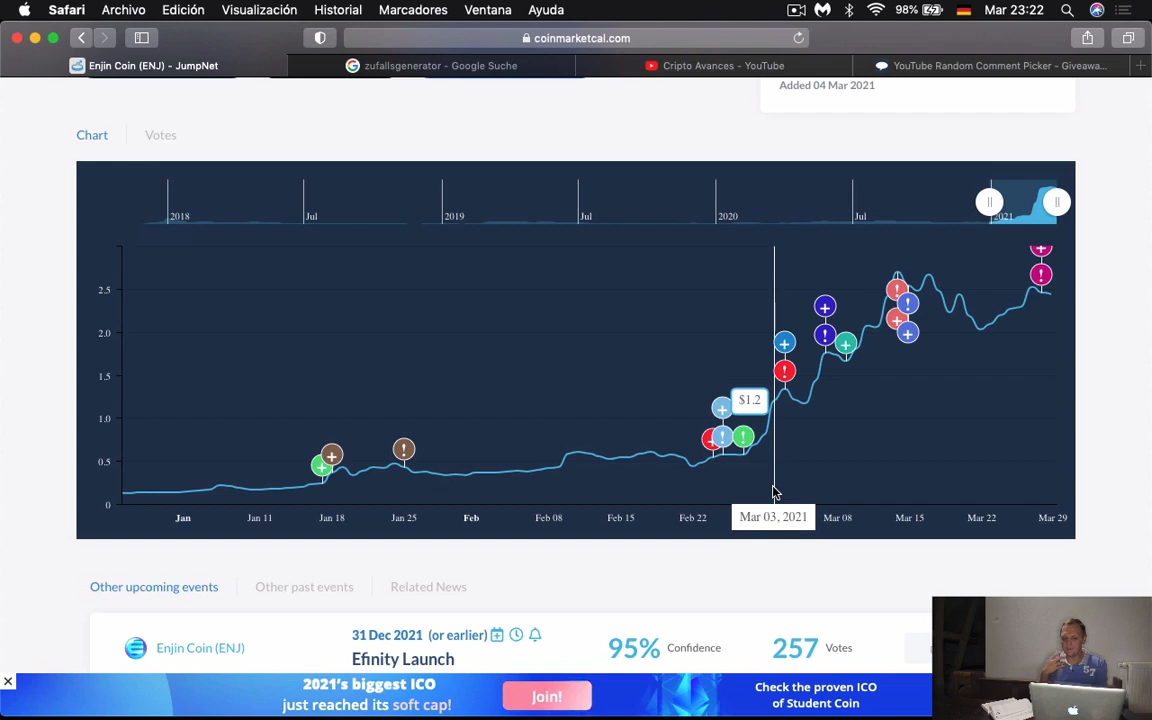 Safari Archivo Edición Visualización Historial Marcadores Ventana Ayuda 98% Mar 23:22
coinmarketcal.com
Enjin Coin (ENJ) - JumpNet zufallsgenerator - Google Suche Cripto Avances - YouTube YouTube Random Comment Picker - Giveawa...
Added 04 Mar 2021
Chart Votes
2018 Jul 2019 Jul 2020 Jul 2021
2.5
2.0
1.5
$1.2
1.0
0.5
0
Jan Jan 11 Jan 18 Jan 25 Feb Feb 08 Feb 15 Feb 22 Mar 03, 2021 Mar 08 Mar 15 Mar 22 Mar 29
Other upcoming events Other past events Related News
Enjin Coin (ENJ)
31 Dec 2021 (or earlier)
Efinity Launch
95% Confidence
257 Votes
2021's biggest ICO
just reached its soft cap!
Join!
Check the proven ICO
of Student Coin
57